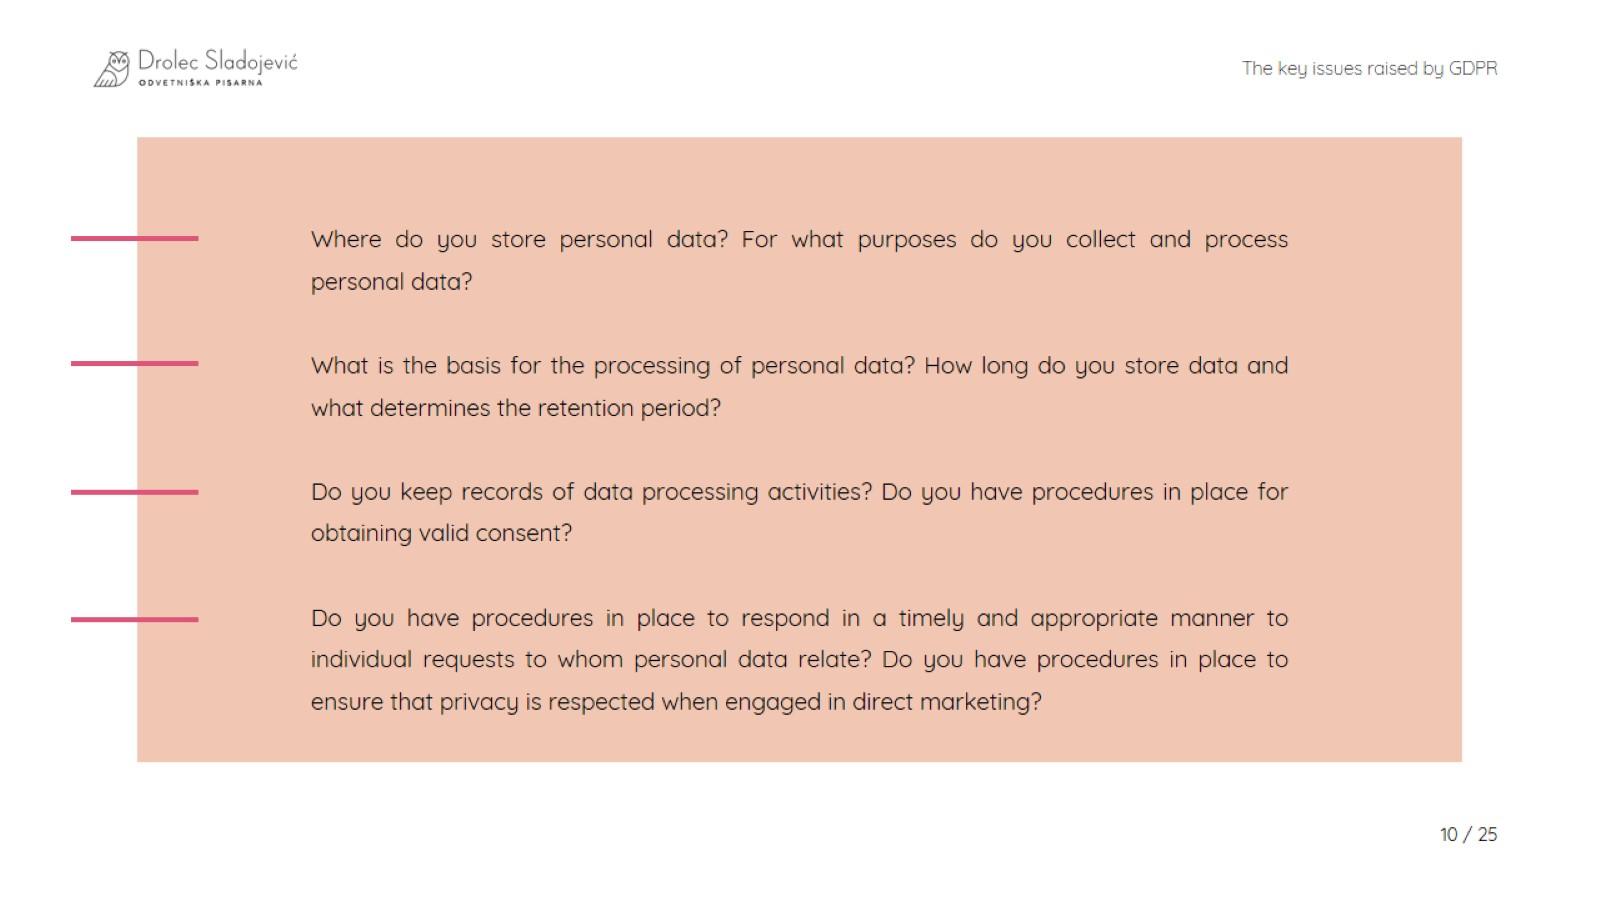 Drolec Sladojević
ODVETNIŠKA PISARNA
The key issues raised by GDPR
Where do you store personal data? For what purposes do you collect and process
personal data?
What is the basis for the processing of personal data? How long do you store data and
what determines the retention period?
Do you keep records of data processing activities? Do you have procedures in place for
obtaining valid consent?
Do you have procedures in place to respond in a timely and appropriate manner to
individual requests to whom personal data relate? Do you have procedures in place to
ensure that privacy is respected when engaged in direct marketing?
10 / 25